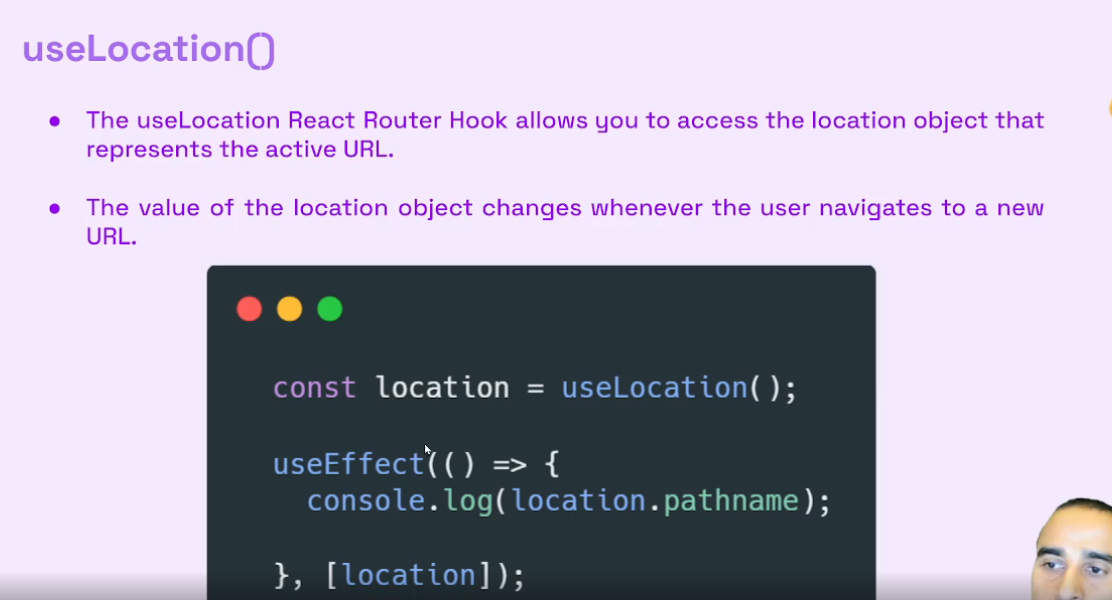 useLocation()
● The useLocation React Router Hook allows you to access the location object that
represents the active URL.
● The value of the location object changes whenever the user navigates to a new
URL.
const location = useLocation();
useEffect(() => {
console.log(location.pathname);
}, [location]);